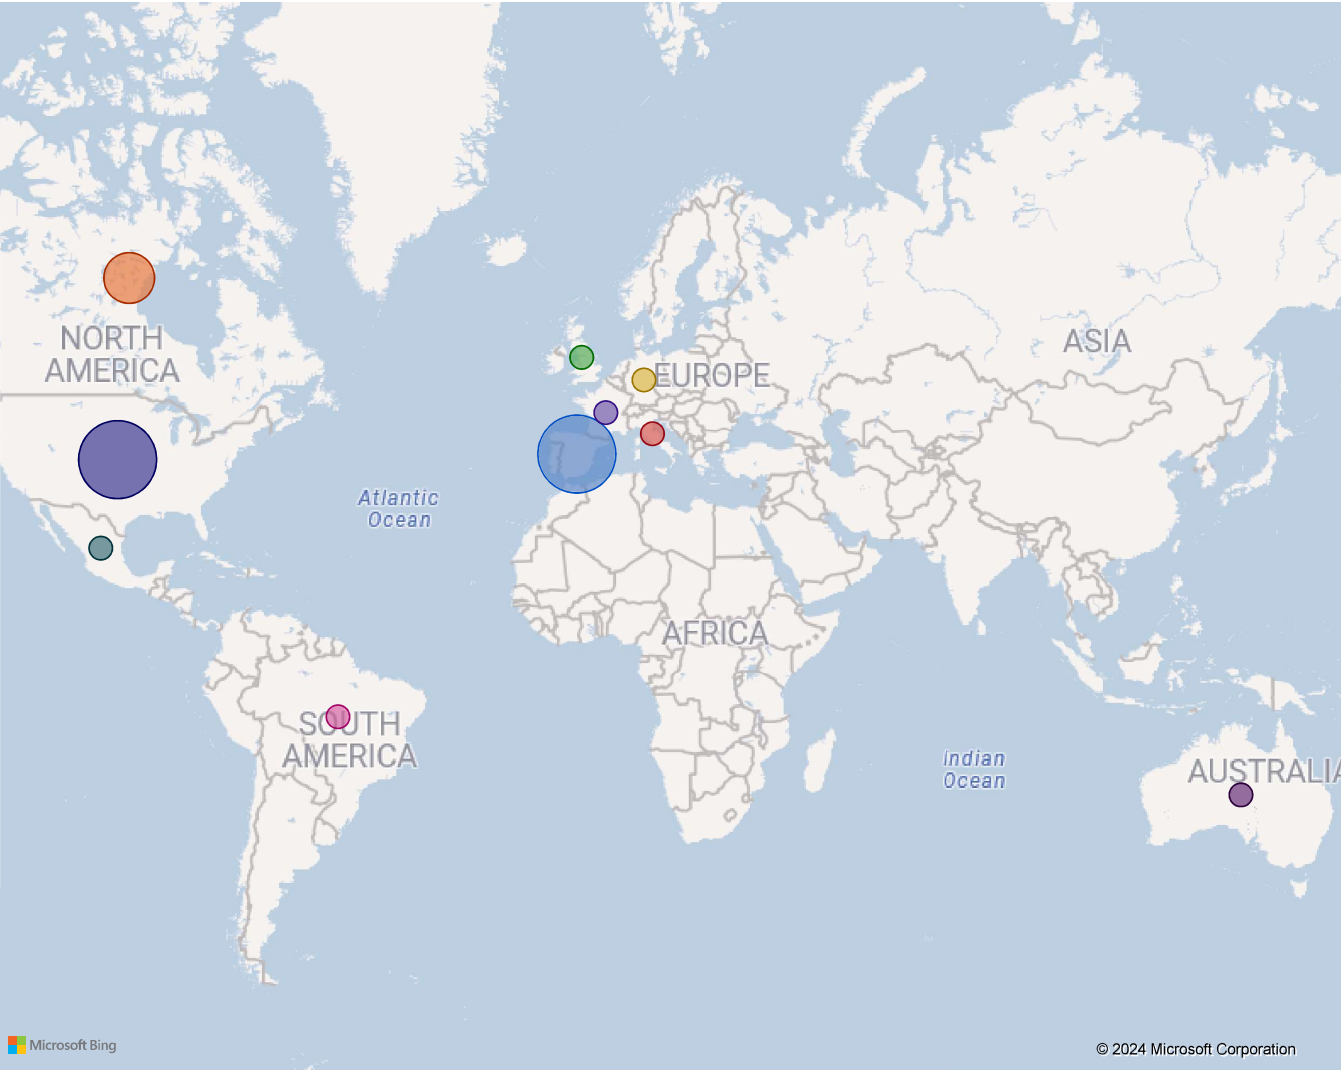 NORTH
AMERICA
EUROPE
ASIA
Atlantic
Ocean
AFRICA
SOUTH
AMERICA
Indian
Ocean
AUSTRALIA
Microsoft Bing
© 2024 Microsoft Corporation